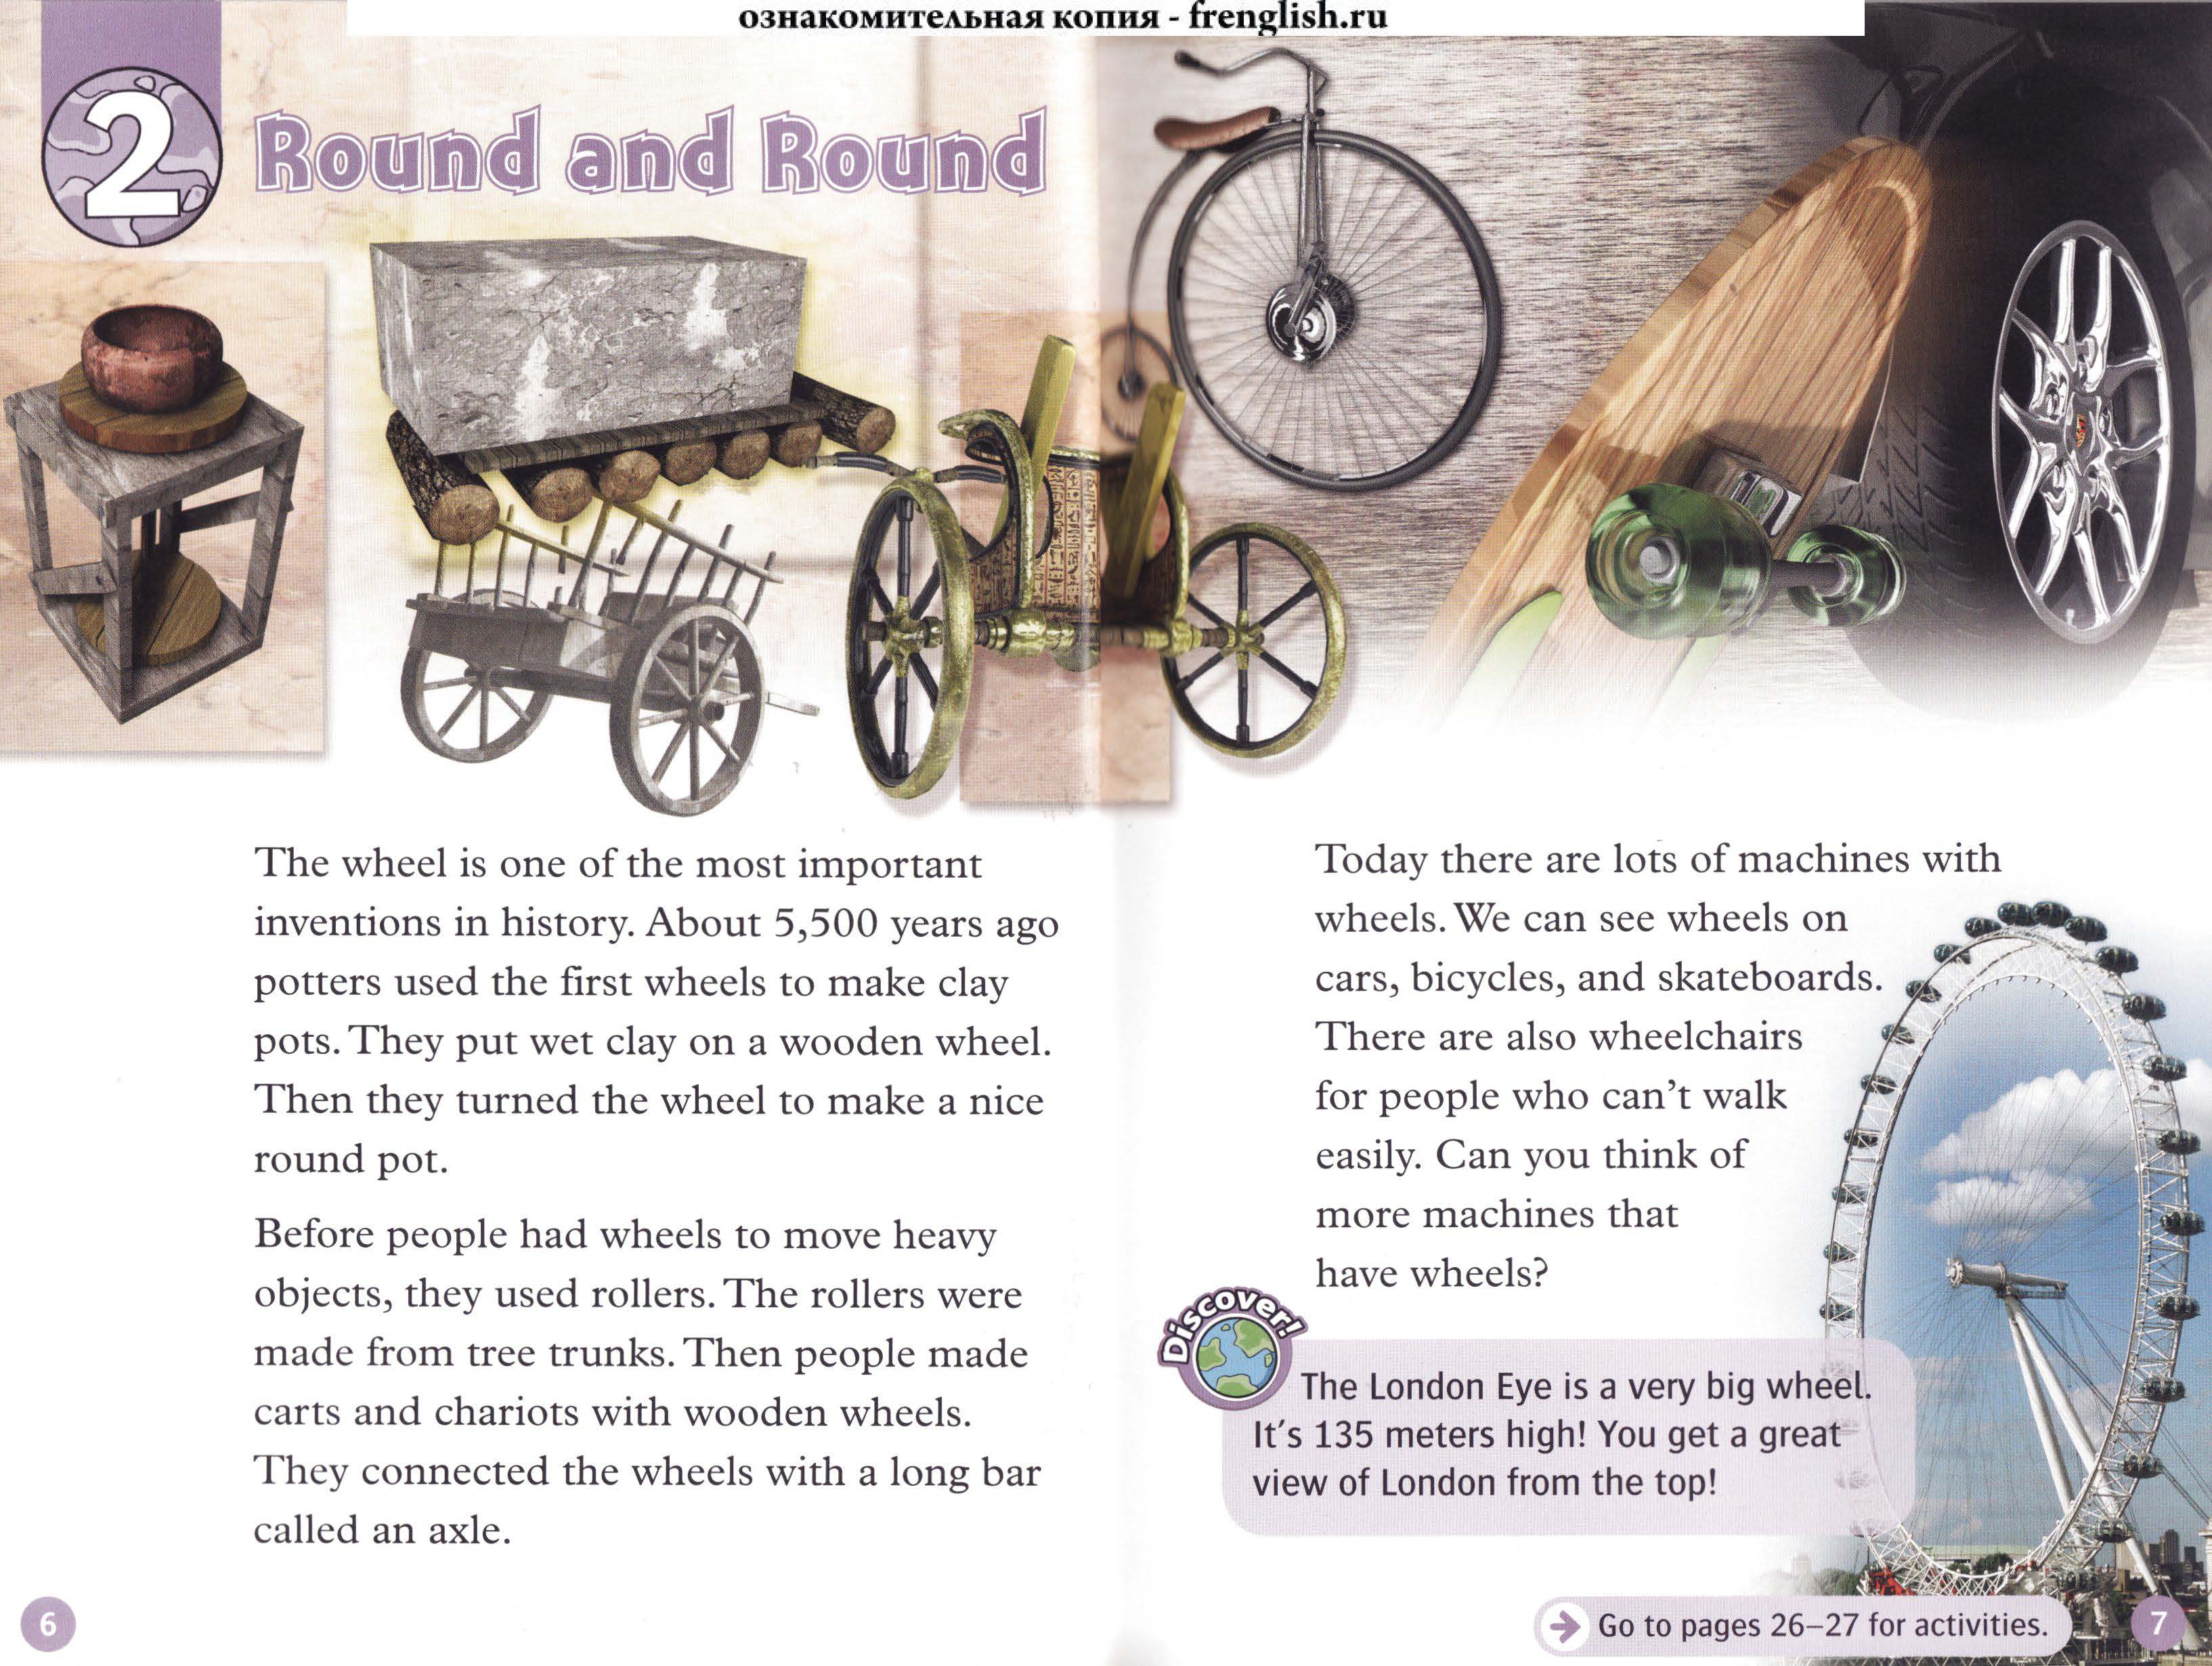 ознакомительная копия - frenglish.ru
2
Round and Round
The wheel is one of the most important
inventions in history. About 5,500 years ago
potters used the first wheels to make clay
pots. They put wet clay on a wooden wheel.
Then they turned the wheel to make a nice
round pot.
Before people had wheels to move heavy
objects, they used rollers. The rollers were
made from tree trunks. Then people made
carts and chariots with wooden wheels.
They connected the wheels with a long bar
called an axle.
6
Today there are lots of machines with
wheels. We can see wheels on
cars, bicycles, and skateboards.
There are also wheelchairs
for people who can't walk
easily. Can you think of
more machines that
have wheels?
Discover!
The London Eye is a very big wheel.
It's 135 meters high! You get a great
view of London from the top!
Go to pages 26–27 for activities.
7